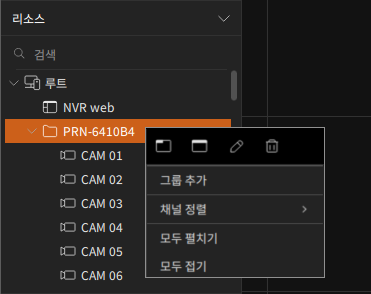 리소스
검색
루트
NVR web
PRN-6410B4
CAM 01
CAM 02
CAM 03
CAM 04
CAM 05
CAM 06
그룹 추가
채널 정렬
모두 펼치기
모두 접기